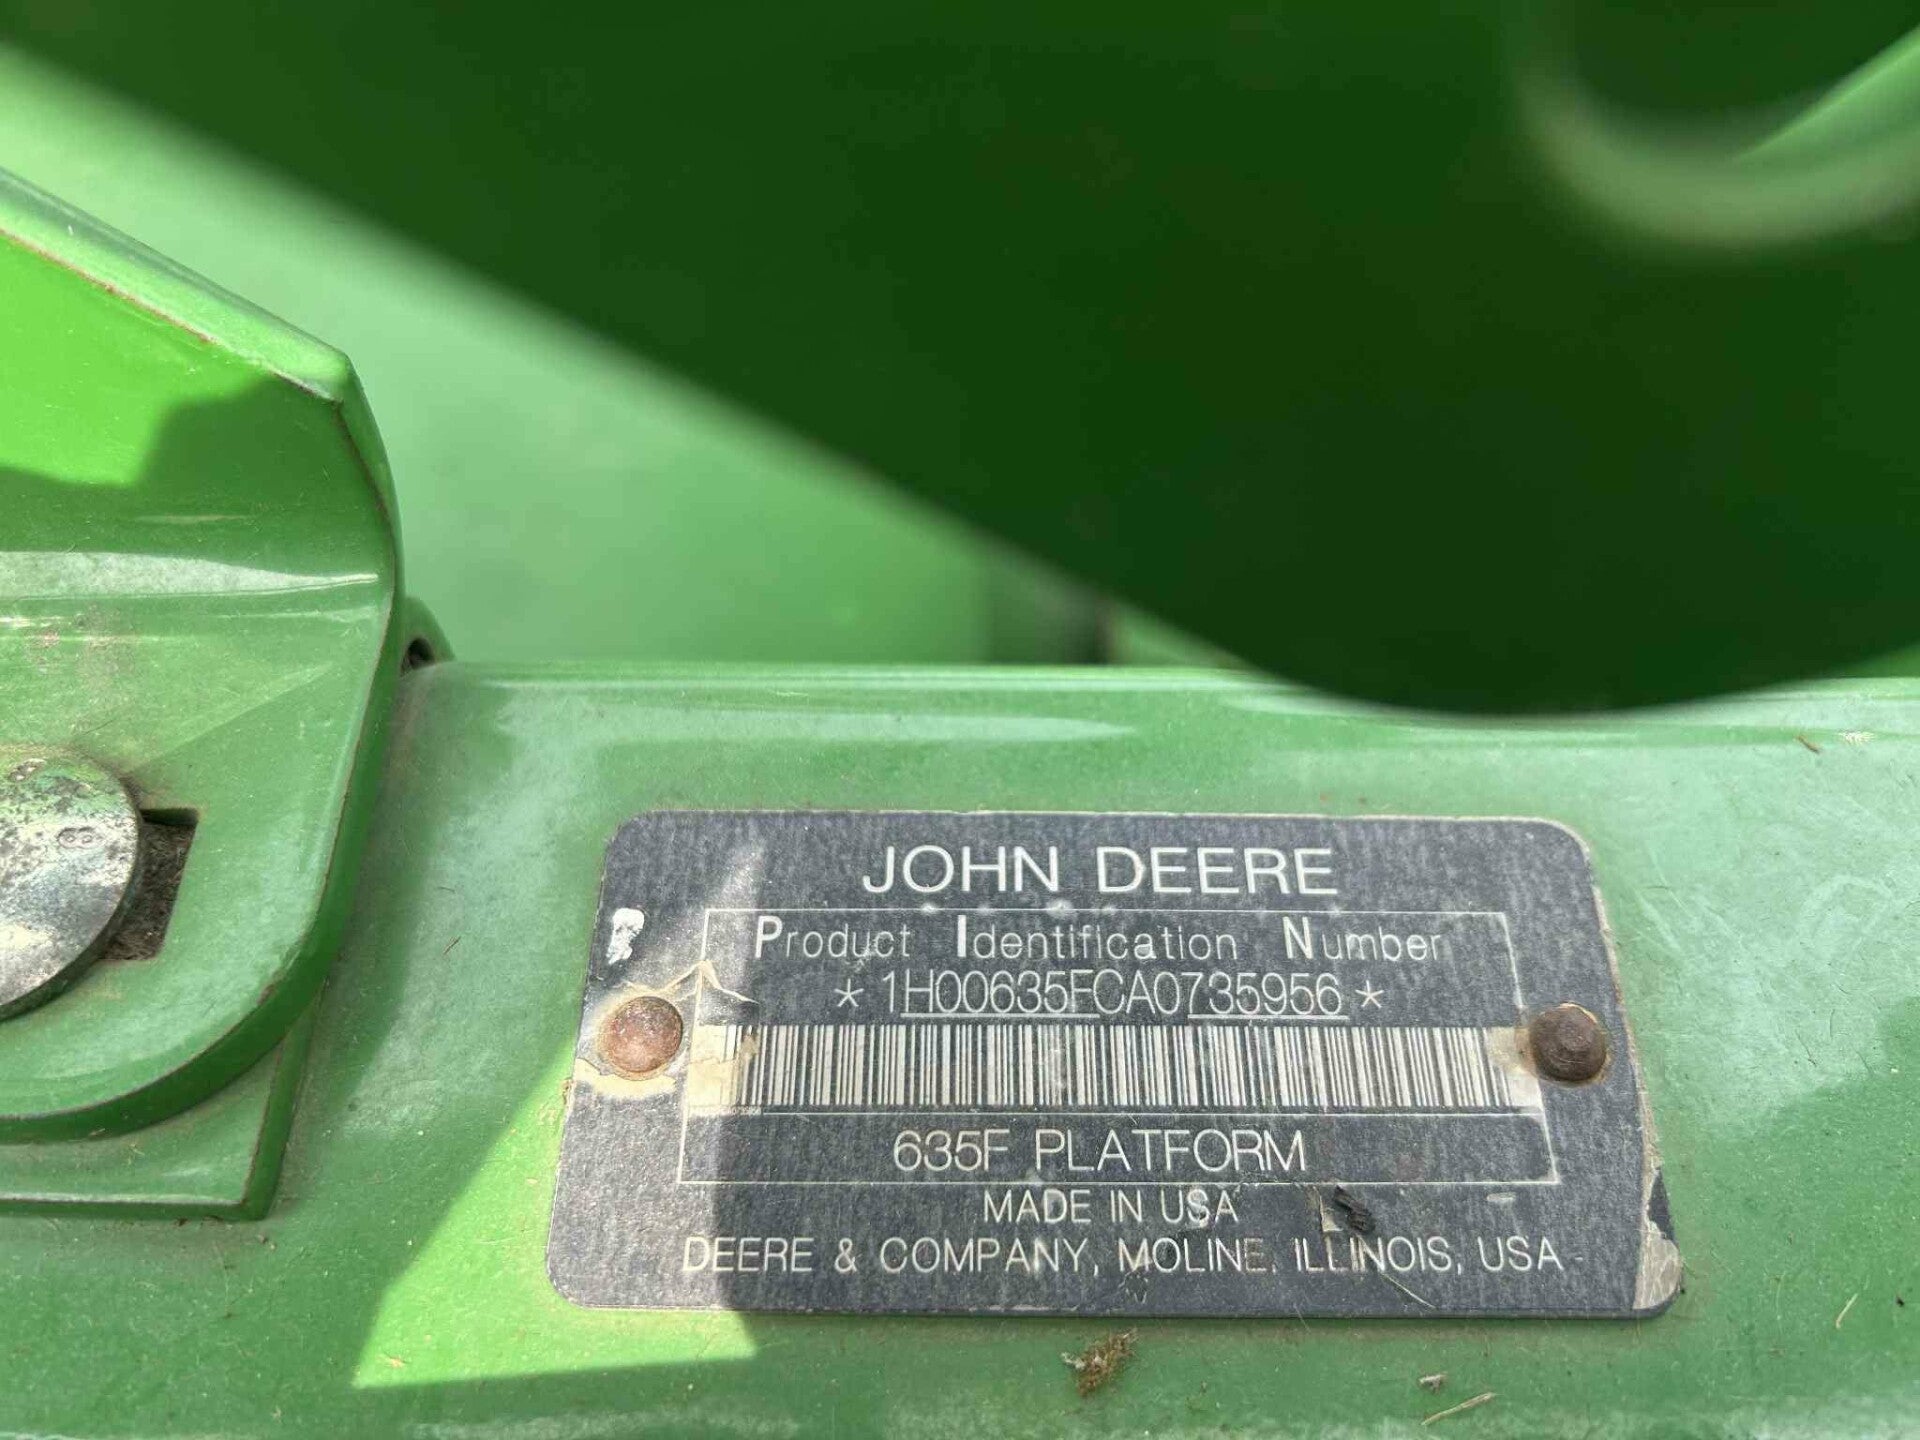 JOHN DEERE
Product Identification Number
*1H00635FCA0735956*
635F PLATFORM
MADE IN USA
DEERE & COMPANY, MOLINE, ILLINOIS, USA